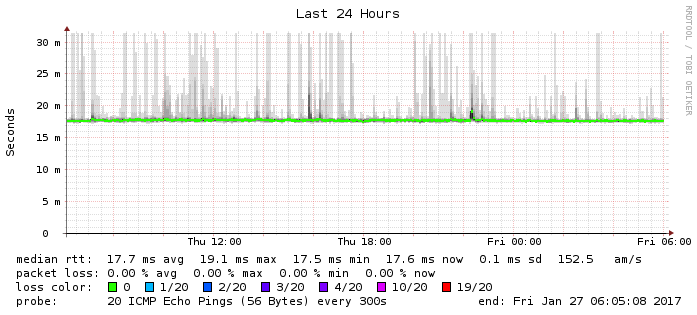 Last 24 Hours
RRDTOOL / TOBI OETIKER
Seconds
30 m
25 m
20 m
15 m
10 m
5 m
0
Thu 12:00 Thu 18:00 Fri 00:00 Fri 06:00
median rtt: 17.7 ms avg 19.1 ms max 17.5 ms min 17.6 ms now 0.1 ms sd 152.5 am/s
packet loss: 0.00 % avg 0.00 % max 0.00 % min 0.00 % now
loss color: 0 1/20 2/20 3/20 4/20 10/20 19/20
probe: 20 ICMP Echo Pings (56 Bytes) every 300s end: Fri Jan 27 06:05:08 2017